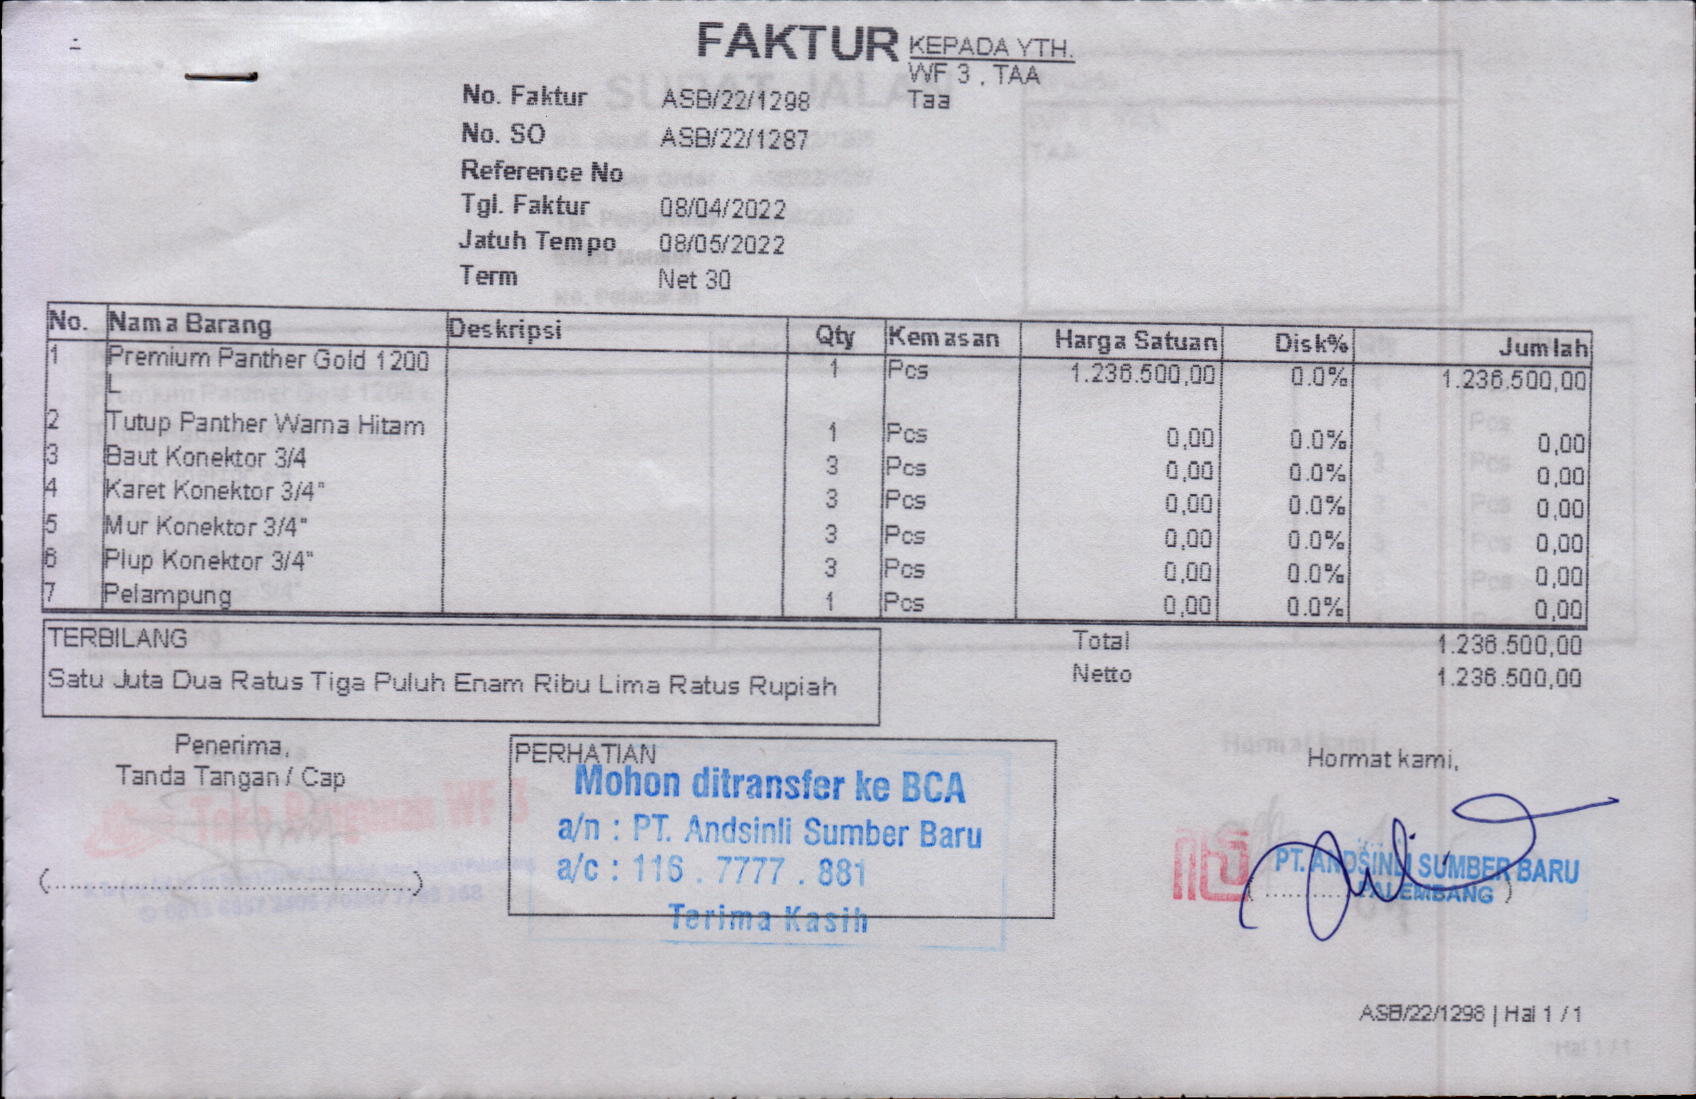 FAKTUR
KEPADA YTH.
WF 3 , TAA
Taa
No. Faktur ASB/22/1298
No. SO ASB/22/1287
Reference No
Tgl. Faktur 08/04/2022
Jatuh Tempo 08/05/2022
Term Net 30
No. Nama Barang Deskripsi Qty Kemasan Harga Satuan Disk% Jumlah
1 Premium Panther Gold 1200 1 Pcs 1.236.500,00 0.0% 1.236.500,00
L
2 Tutup Panther Warna Hitam 1 Pcs 0,00 0.0% 0,00
3 Baut Konektor 3/4 3 Pcs 0,00 0.0% 0,00
4 Karet Konektor 3/4" 3 Pcs 0,00 0.0% 0,00
5 Mur Konektor 3/4" 3 Pcs 0,00 0.0% 0,00
6 Plup Konektor 3/4" 3 Pcs 0,00 0.0% 0,00
7 Pelampung 1 Pcs 0,00 0.0% 0,00
TERBILANG
Satu Juta Dua Ratus Tiga Puluh Enam Ribu Lima Ratus Rupiah
Total 1.236.500,00
Netto 1.236.500,00
Penerima,
Tanda Tangan / Cap
(..................................................)
PERHATIAN
Mohon ditransfer ke BCA
a/n : PT. Andsinli Sumber Baru
a/c : 116 . 7777 . 881
Terima Kasih
Hormat kami,
PT. ANDSINLI SUMBER BARU
PALEMBANG
ASB/22/1298 | Hal 1 / 1